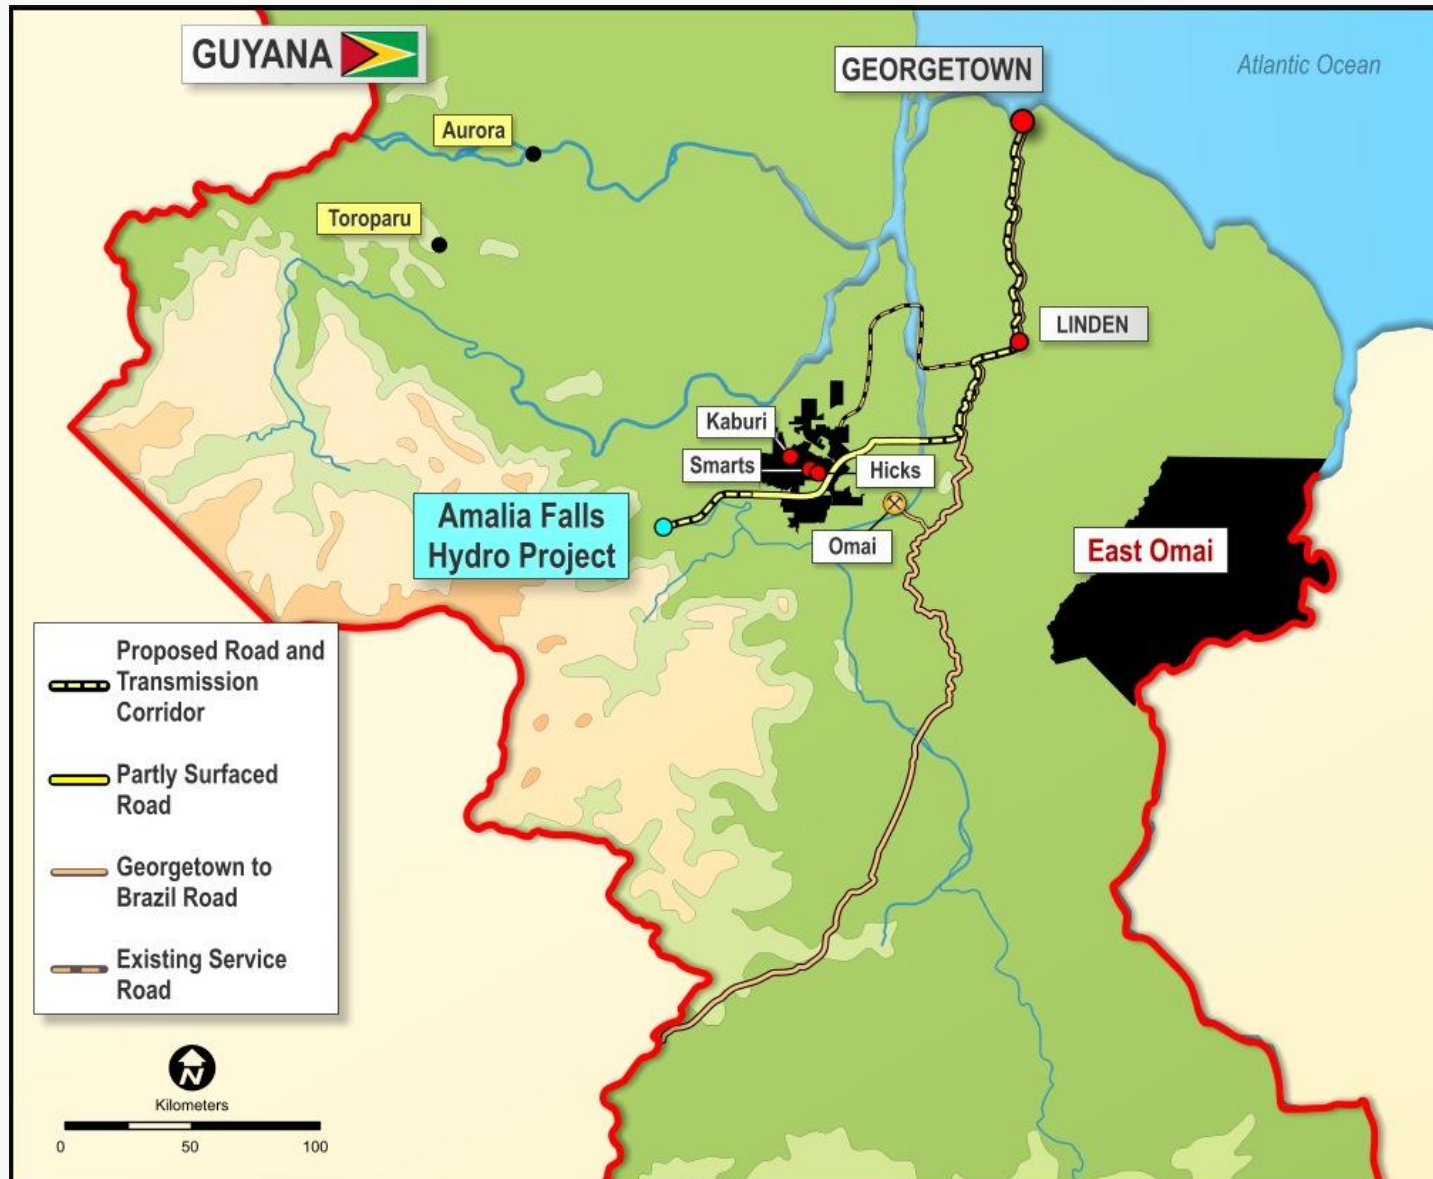 GUYANA
GEORGETOWN
Atlantic Ocean
Aurora
Toroparu
LINDEN
Kaburi
Smarts
Hicks
Amalia Falls
Hydro Project
Omai
East Omai
Proposed Road and
Transmission
Corridor
Partly Surfaced
Road
Georgetown to
Brazil Road
Existing Service
Road
N
Kilometers
0 50 100